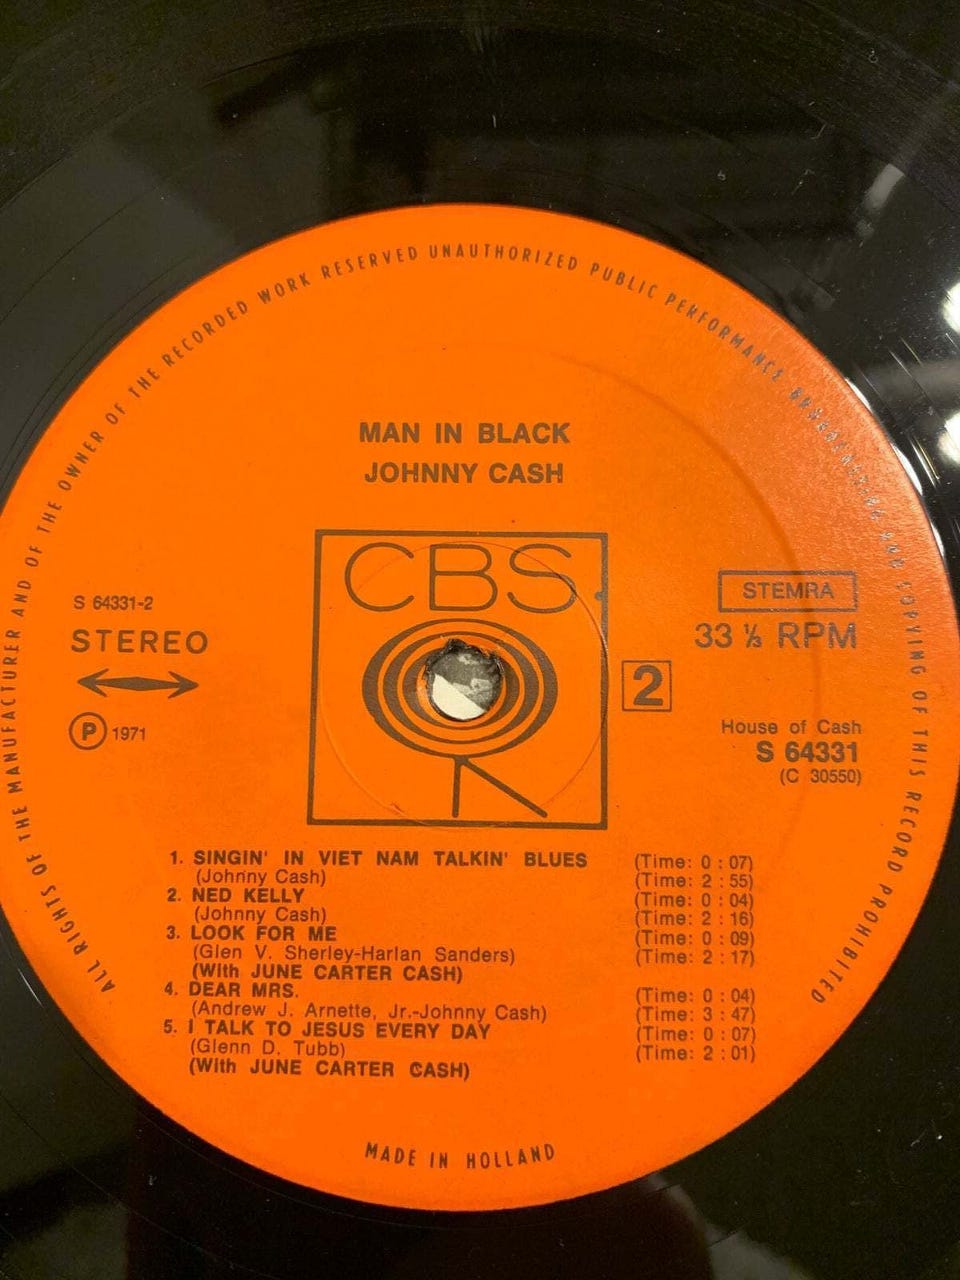 ALL RIGHTS OF THE MANUFACTURER AND OF THE OWNER OF THE RECORDED WORK RESERVED UNAUTHORIZED PUBLIC PERFORMANCE BROADCASTING AND COPYING OF THIS RECORD PROHIBITED
MAN IN BLACK
JOHNNY CASH
CBS
S 64331-2
STEREO
P 1971
STEMRA
33 ⅓ RPM
2
House of Cash
S 64331
(C 30550)
1. SINGIN' IN VIET NAM TALKIN' BLUES (Time: 0 : 07)
(Johnny Cash) (Time: 2 : 55)
2. NED KELLY (Time: 0 : 04)
(Johnny Cash) (Time: 2 : 16)
3. LOOK FOR ME (Time: 0 : 09)
(Glen V. Sherley-Harlan Sanders) (Time: 2 : 17)
(With JUNE CARTER CASH)
4. DEAR MRS. (Time: 0 : 04)
(Andrew J. Arnette, Jr.-Johnny Cash) (Time: 3 : 47)
5. I TALK TO JESUS EVERY DAY (Time: 0 : 07)
(Glenn D. Tubb) (Time: 2 : 01)
(With JUNE CARTER CASH)
MADE IN HOLLAND